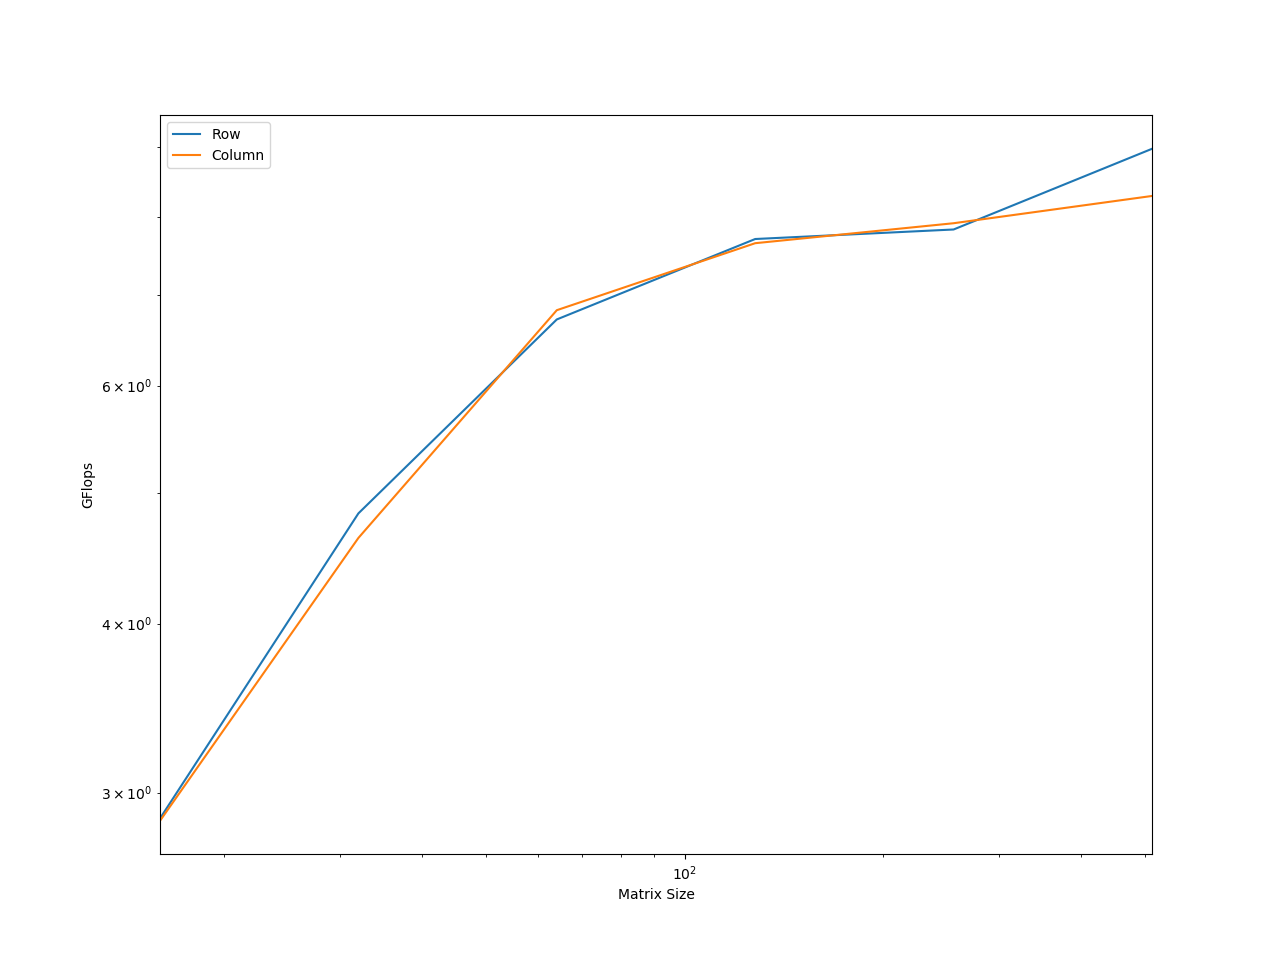 Row
Column
6 × 10⁰
GFlops
4 × 10⁰
3 × 10⁰
10²
Matrix Size